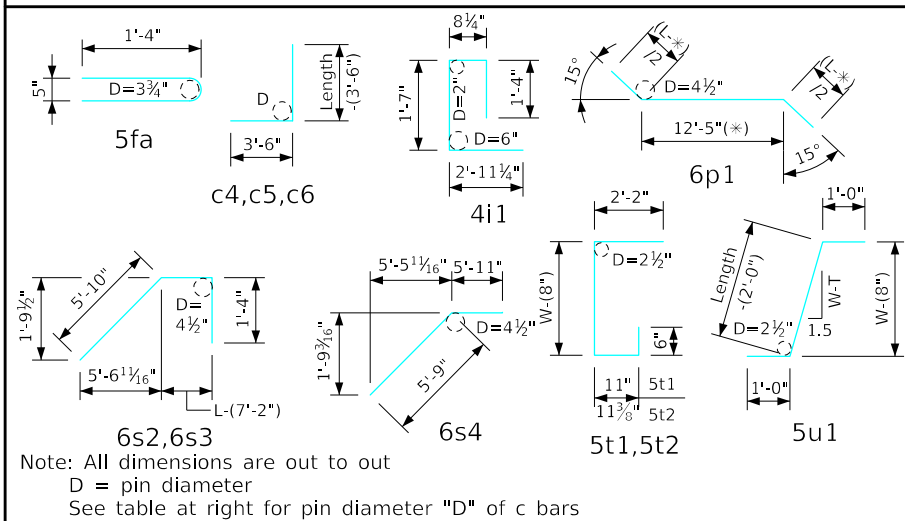 1'-4"
5"
D=3¾"
5fa
D
Length
-(3'-6")
3'-6"
c4,c5,c6
8¼"
1'-7"
D=2"
1'-4"
D=6"
2'-11¼"
4i1
15°
(L-✳)
/2
D=4½"
12'-5"(✳)
(L-✳)
/2
15°
6p1
1'-9½"
5'-10"
D=
4½"
1'-4"
5'-6 11/16"
L-(7'-2")
6s2,6s3
5'-5 11/16"
5'-11"
1'-9 3/16"
D=4½"
5'-9"
6s4
2'-2"
W-(8")
D=2½"
6"
11" 5t1
11⅜" 5t2
5t1,5t2
1'-0"
Length
-(2'-0")
W-T
1.5
W-(8")
D=2½"
1'-0"
5u1
Note: All dimensions are out to out
D = pin diameter
See table at right for pin diameter "D" of c bars